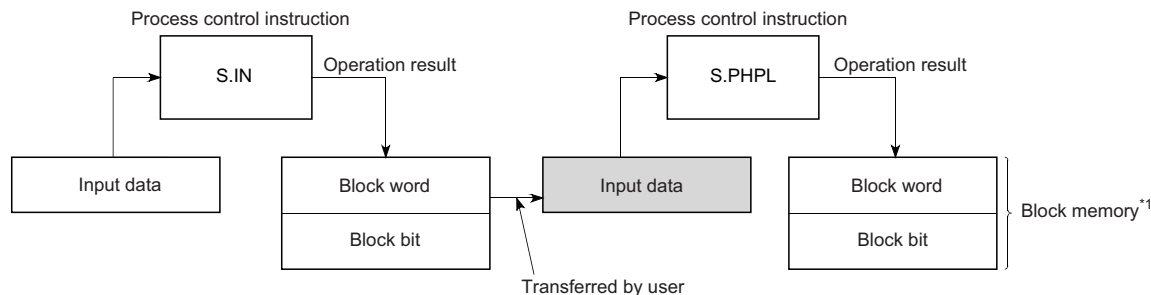 Process control instruction
Process control instruction
S.IN
Operation result
S.PHPL
Operation result
Input data
Block word
Input data
Block word
Block memory*1
Block bit
Block bit
Transferred by user